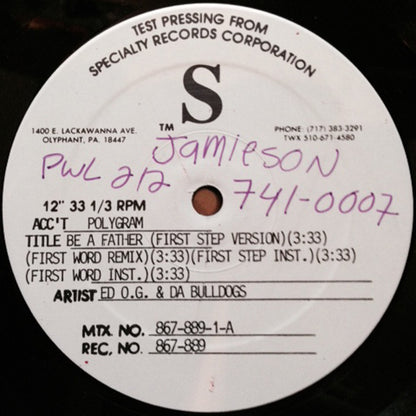 TEST PRESSING FROM
SPECIALTY RECORDS CORPORATION
S
TM
1400 E. LACKAWANNA AVE.
OLYPHANT, PA. 18447
PHONE: (717) 383-3291
TWX 510-671-4580
Jamieson
PWL 212
741-0007
12" 33 1/3 RPM
ACC'T POLYGRAM
TITLE BE A FATHER (FIRST STEP VERSION)(3:33)
(FIRST WORD REMIX)(3:33)(FIRST STEP INST.)(3:33)
(FIRST WORD INST.)(3:33)
ARTIST ED O.G. & DA BULLDOGS
MTX. NO. 867-889-1-A
REC. NO. 867-889